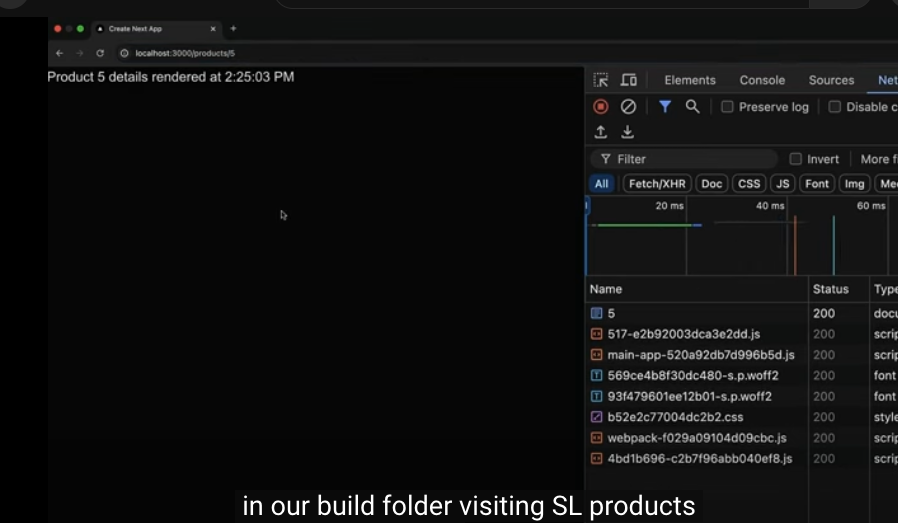 Create Next App
localhost:3000/products/5
Product 5 details rendered at 2:25:03 PM
Elements Console Sources Net
Preserve log Disable c
Filter Invert More fi
All Fetch/XHR Doc CSS JS Font Img Me
20 ms 40 ms 60 ms
Name Status Type
5 200 docu
517-e2b92003dca3e2dd.js 200 scrip
main-app-520a92db7d996b5d.js 200 scrip
569ce4b8f30dc480-s.p.woff2 200 font
93f479601ee12b01-s.p.woff2 200 font
b52e2c77004dc2b2.css 200 style
webpack-f029a09104d09cbc.js 200 scrip
4bd1b696-c2b7f96abb040ef8.js 200 scrip
in our build folder visiting SL products